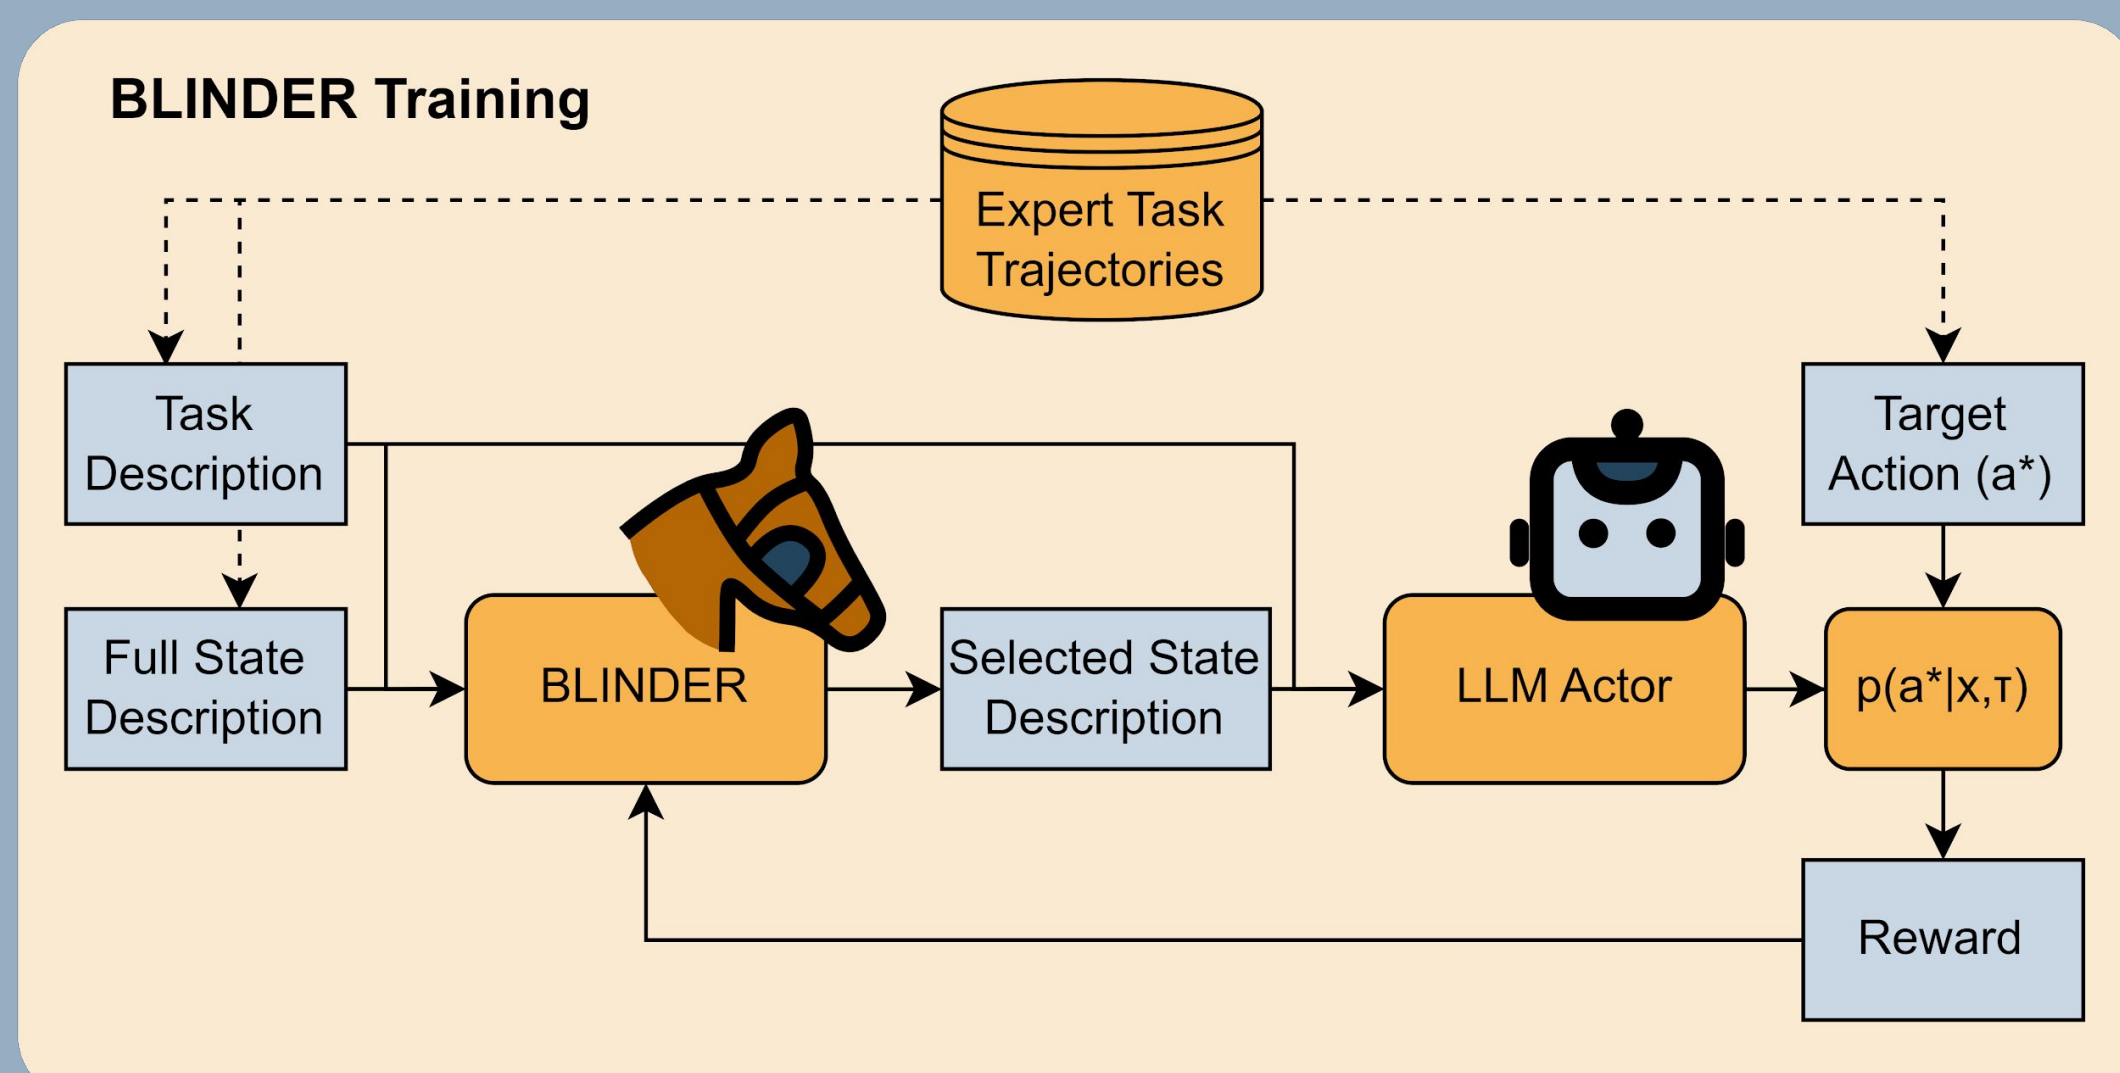 BLINDER Training
Expert Task
Trajectories
Task
Description
Target
Action (a*)
Full State
Description
BLINDER
Selected State
Description
LLM Actor
p(a*|x,τ)
Reward